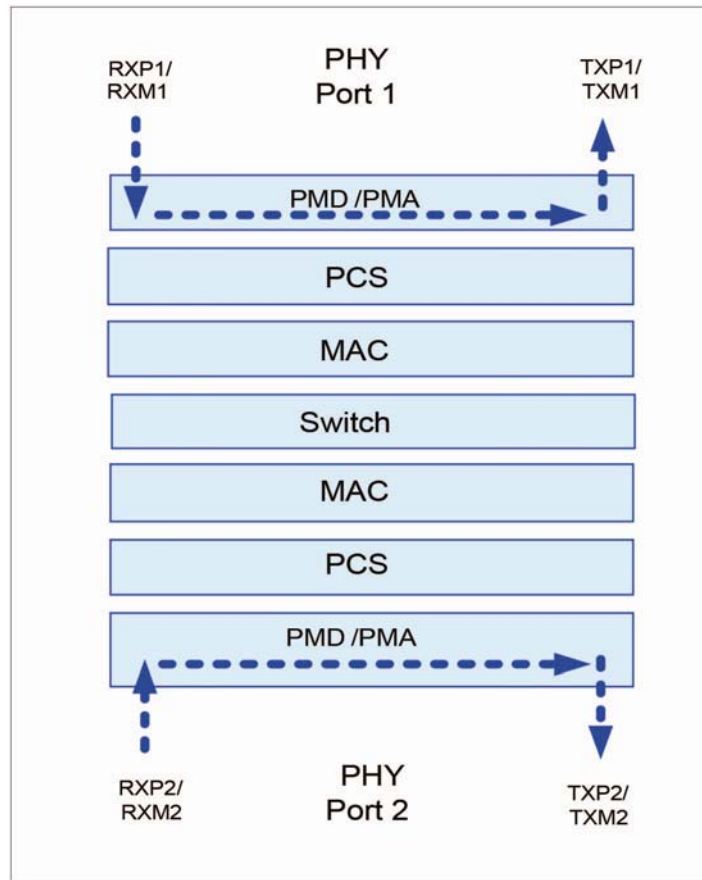 RXP1/
RXM1
PHY
Port 1
TXP1/
TXM1
PMD /PMA
PCS
MAC
Switch
MAC
PCS
PMD /PMA
RXP2/
RXM2
PHY
Port 2
TXP2/
TXM2